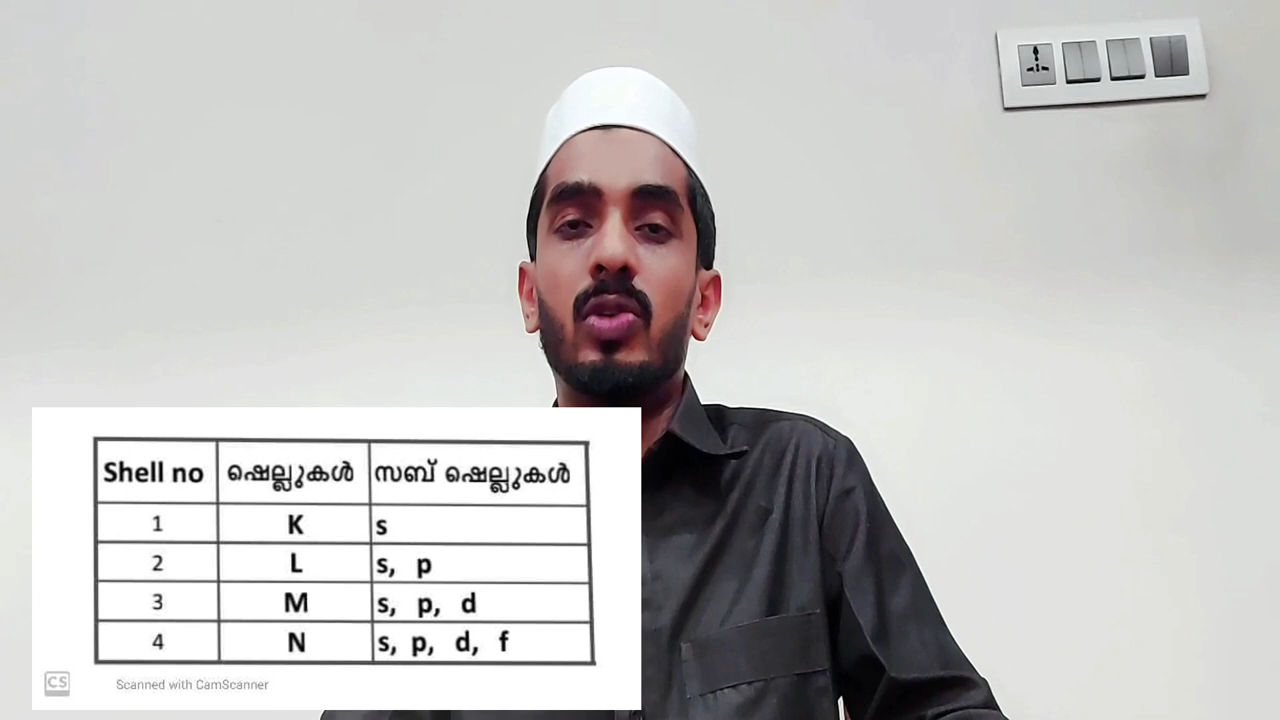 Shell no ഷെല്ലുകൾ സബ് ഷെല്ലുകൾ
1 K s
2 L s, p
3 M s, p, d
4 N s, p, d, f
CS Scanned with CamScanner